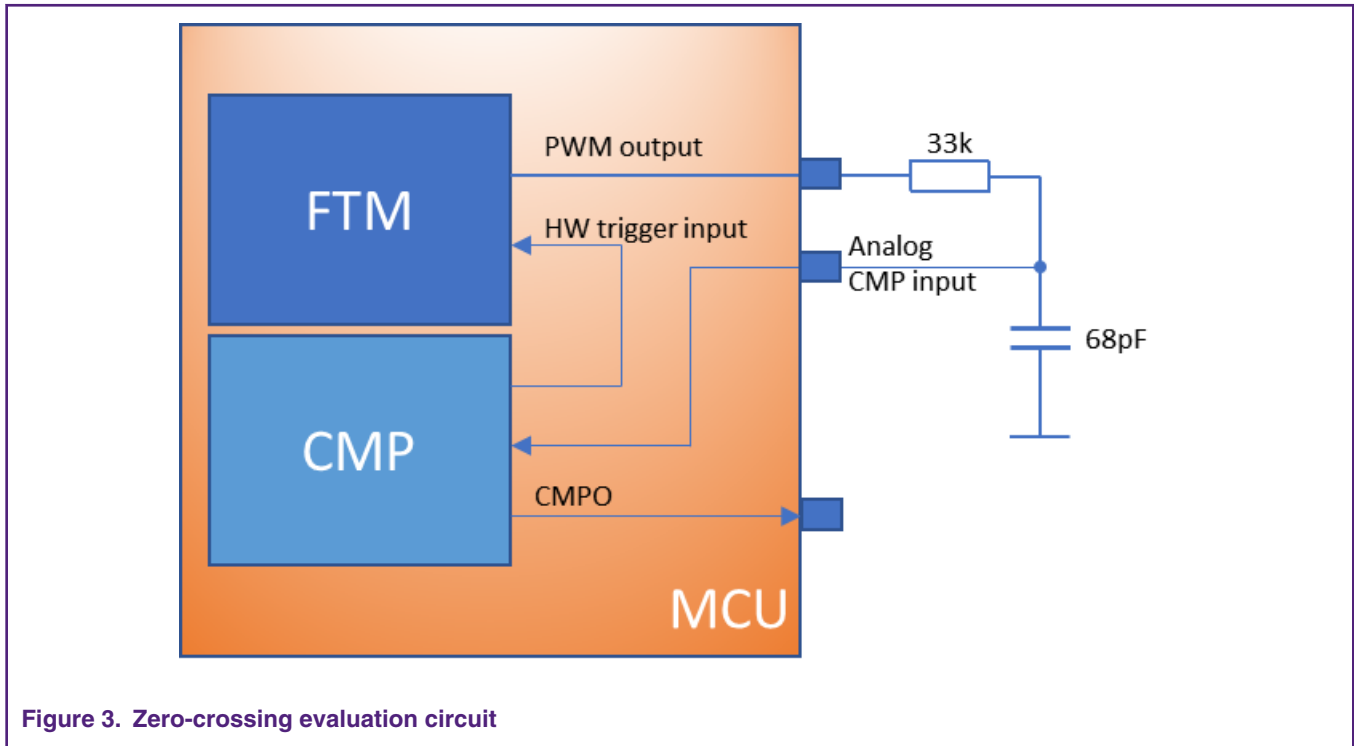 FTM
PWM output
33k
HW trigger input
Analog
CMP input
68pF
CMP
CMPO
MCU
Figure 3. Zero-crossing evaluation circuit